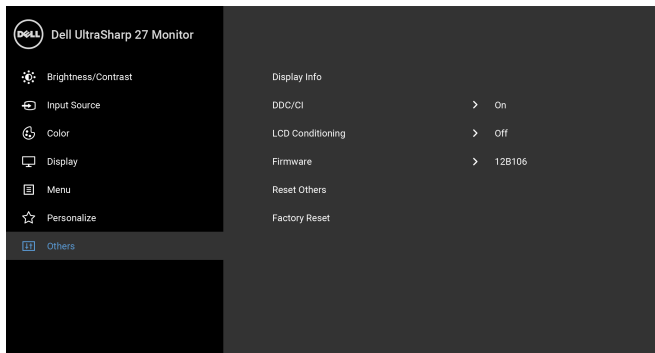 DELL Dell UltraSharp 27 Monitor
Brightness/Contrast
Input Source
Color
Display
Menu
Personalize
Others
Display Info
DDC/CI On
LCD Conditioning Off
Firmware 12B106
Reset Others
Factory Reset